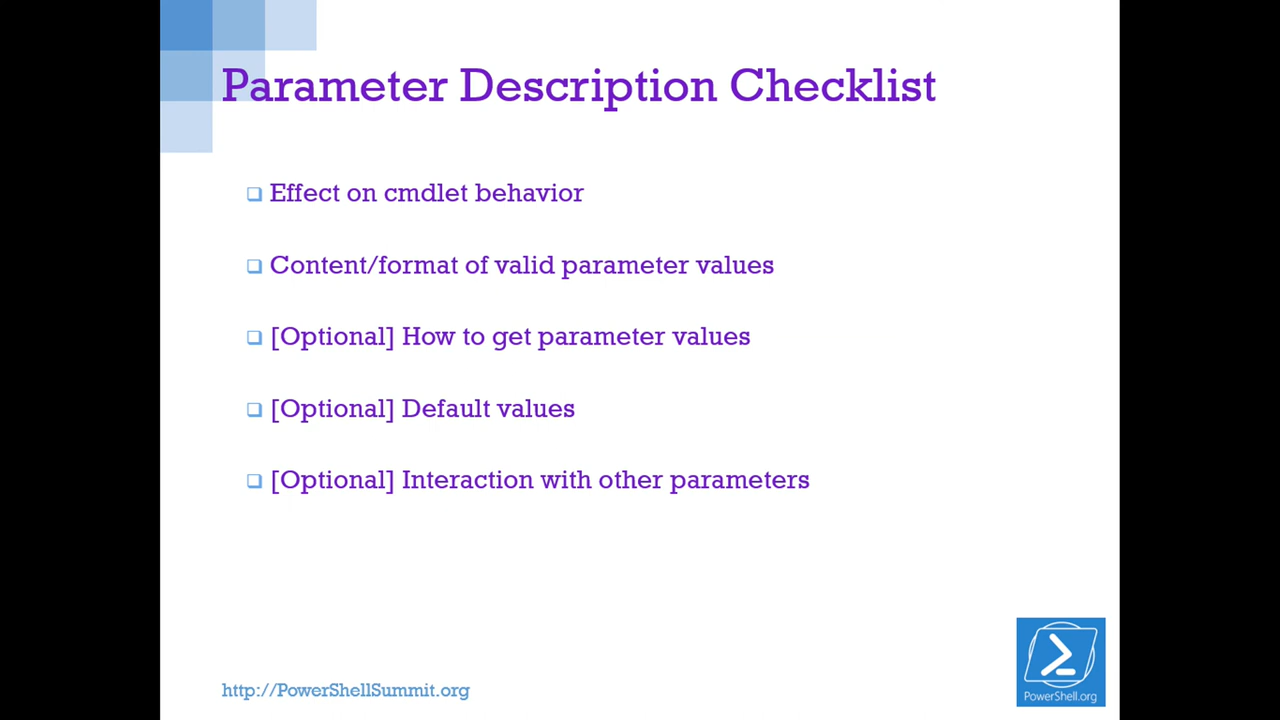 Parameter Description Checklist
Effect on cmdlet behavior
Content/format of valid parameter values
[Optional] How to get parameter values
[Optional] Default values
[Optional] Interaction with other parameters
http://PowerShellSummit.org
PowerShell.org